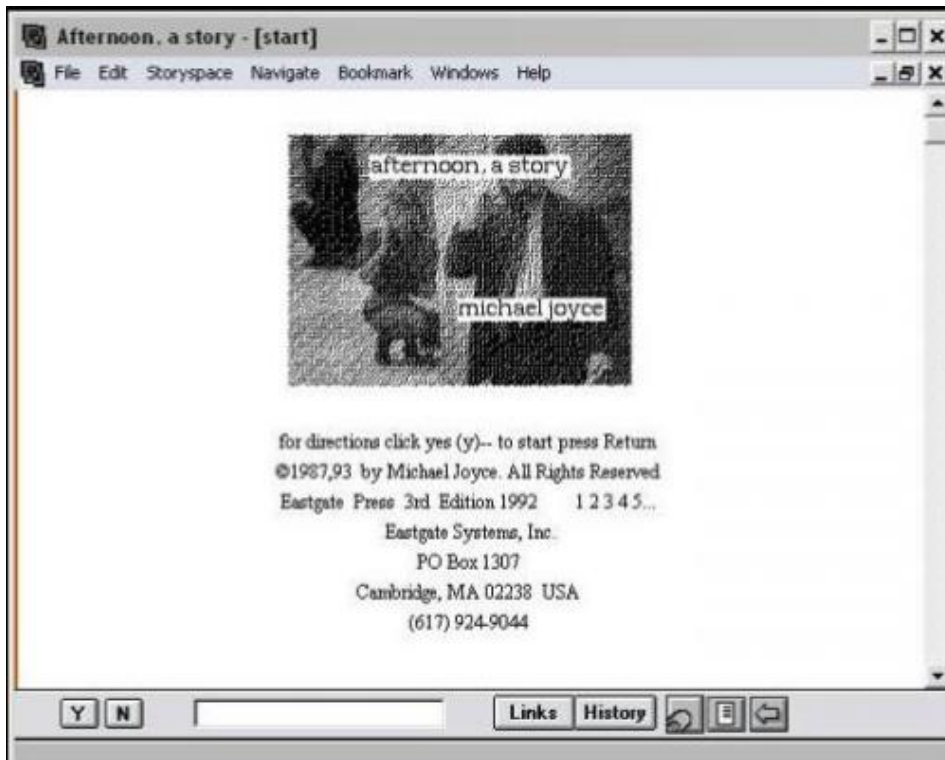 Afternoon, a story - [start]
File Edit Storyspace Navigate Bookmark Windows Help
afternoon, a story
michael joyce
for directions click yes (y)-- to start press Return
©1987,93 by Michael Joyce. All Rights Reserved
Eastgate Press 3rd Edition 1992 1 2 3 4 5...
Eastgate Systems, Inc.
PO Box 1307
Cambridge, MA 02238 USA
(617) 924-9044
Y N Links History